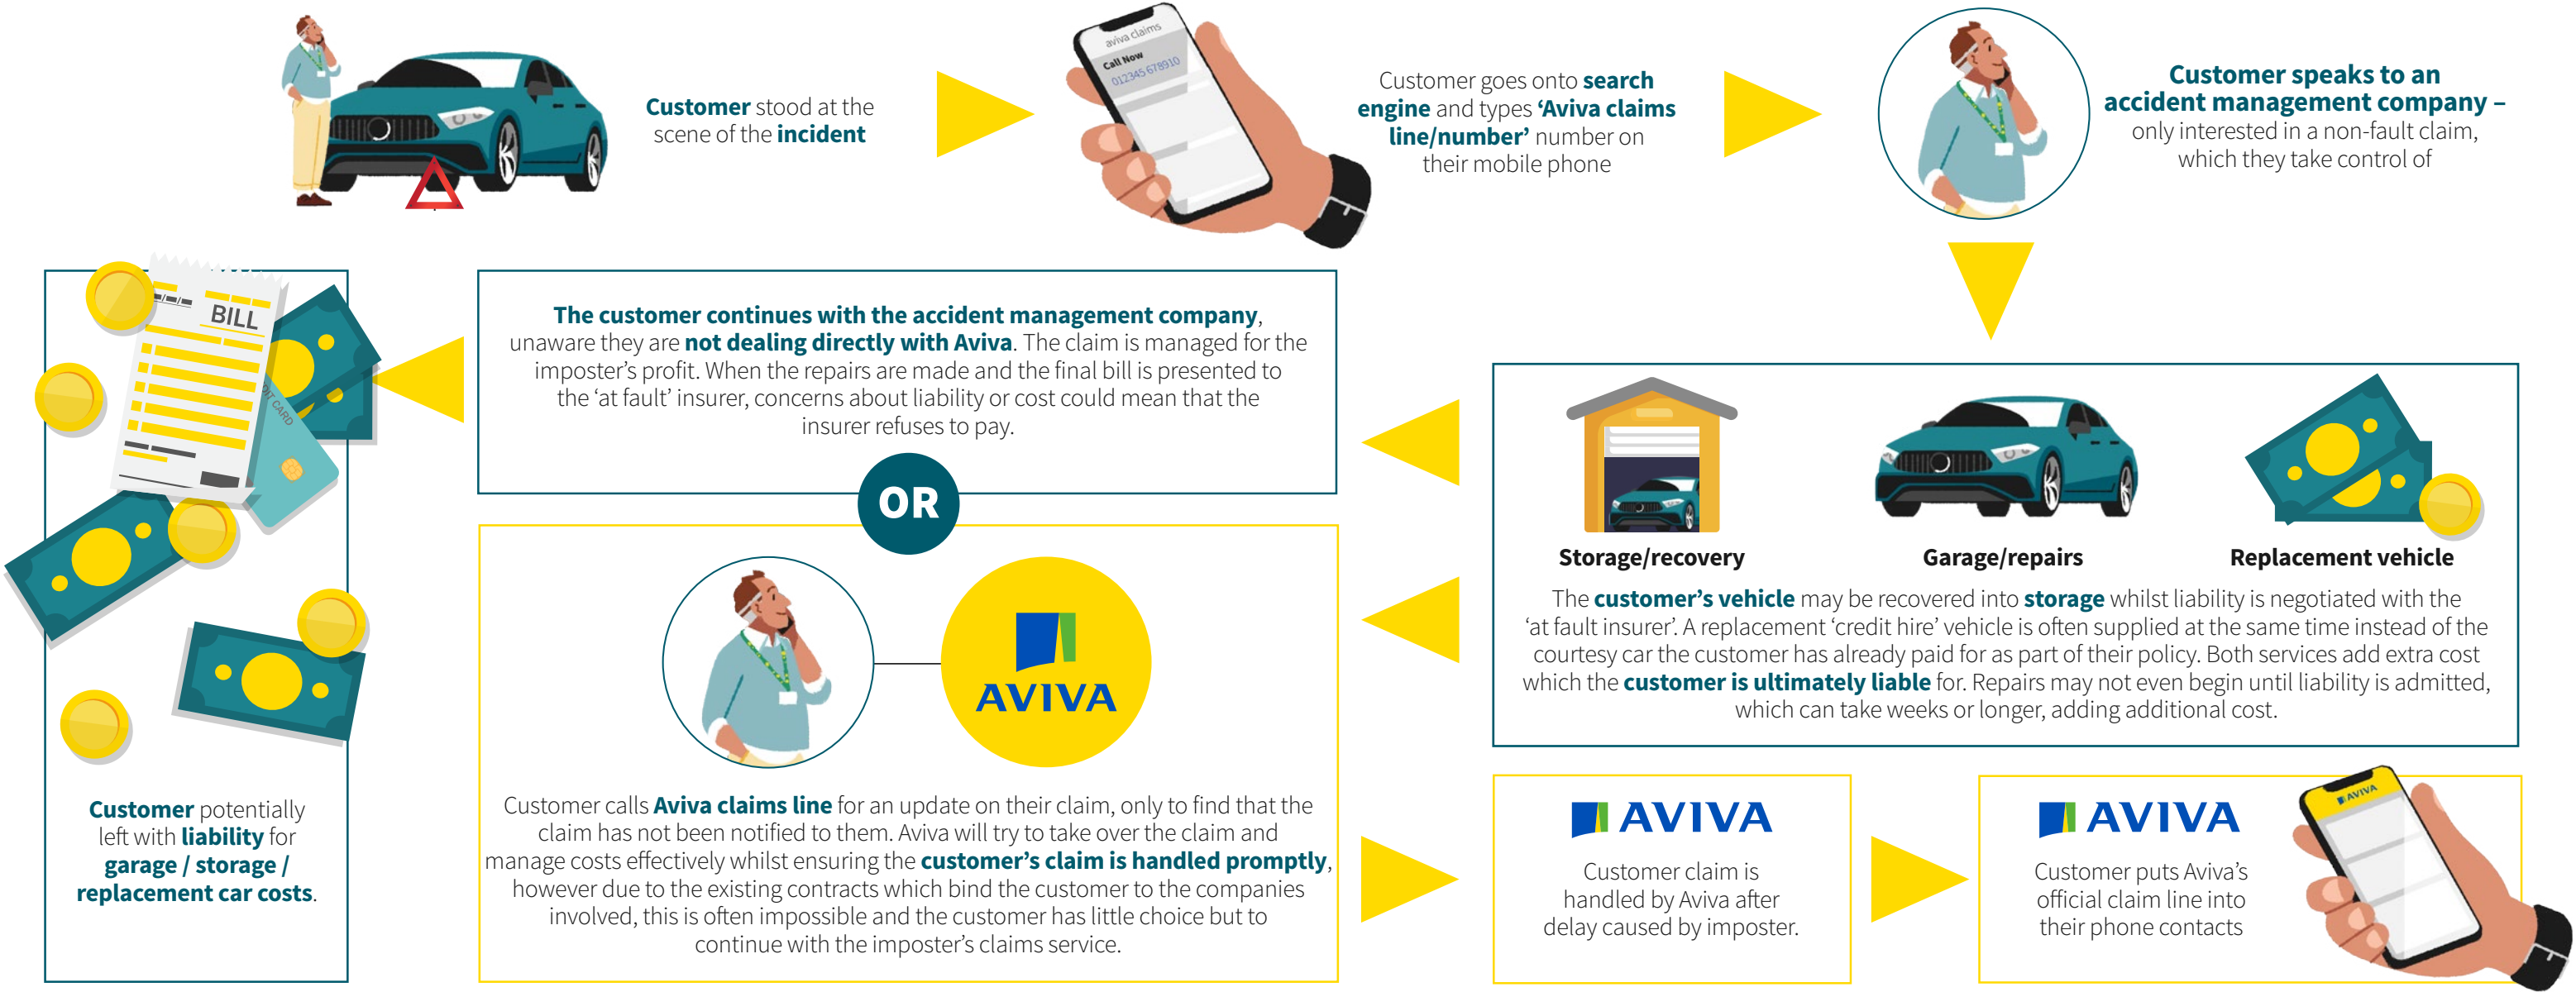 Customer stood at the
scene of the incident
aviva claims
Call Now
012345 678910
Customer goes onto search
engine and types ‘Aviva claims
line/number’ number on
their mobile phone
Customer speaks to an
accident management company –
only interested in a non-fault claim,
which they take control of
Storage/recovery
Garage/repairs
Replacement vehicle
The customer’s vehicle may be recovered into storage whilst liability is negotiated with the
‘at fault insurer’. A replacement ‘credit hire’ vehicle is often supplied at the same time instead of the
courtesy car the customer has already paid for as part of their policy. Both services add extra cost
which the customer is ultimately liable for. Repairs may not even begin until liability is admitted,
which can take weeks or longer, adding additional cost.
The customer continues with the accident management company,
unaware they are not dealing directly with Aviva. The claim is managed for the
imposter’s profit. When the repairs are made and the final bill is presented to
the ‘at fault’ insurer, concerns about liability or cost could mean that the
insurer refuses to pay.
OR
BILL
DIT CARD
Customer potentially
left with liability for
garage / storage /
replacement car costs.
AVIVA
Customer calls Aviva claims line for an update on their claim, only to find that the
claim has not been notified to them. Aviva will try to take over the claim and
manage costs effectively whilst ensuring the customer’s claim is handled promptly,
however due to the existing contracts which bind the customer to the companies
involved, this is often impossible and the customer has little choice but to
continue with the imposter’s claims service.
AVIVA
Customer claim is
handled by Aviva after
delay caused by imposter.
AVIVA
Customer puts Aviva’s
official claim line into
their phone contacts
AVIVA